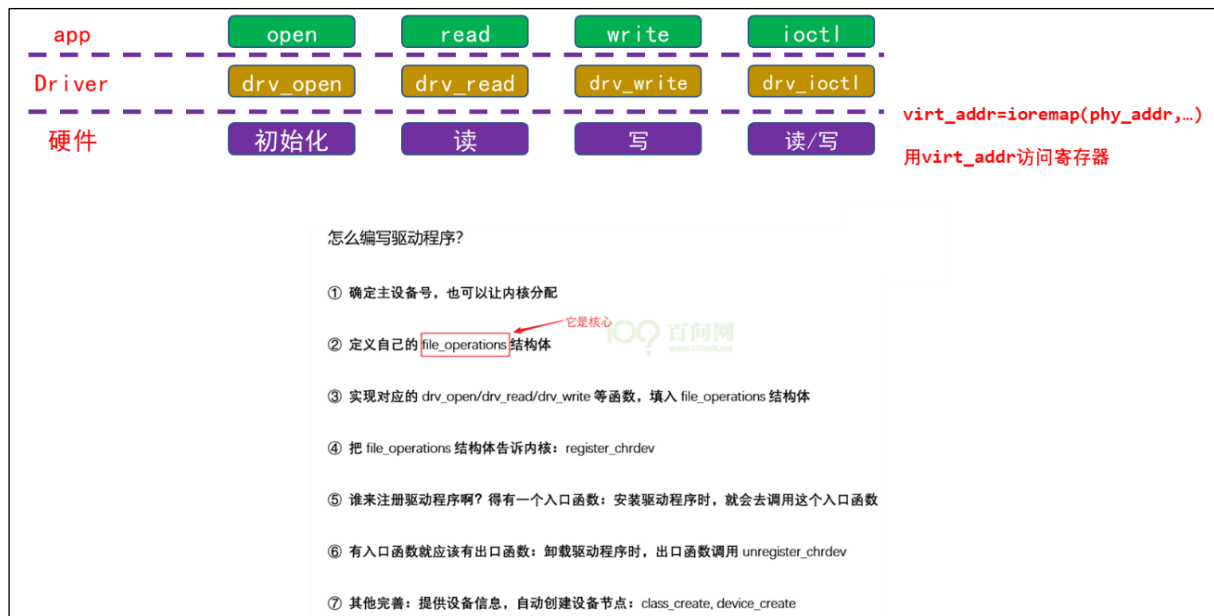 app open read write ioctl
Driver drv_open drv_read drv_write drv_ioctl
virt_addr=ioremap(phy_addr,…)
硬件 初始化 读 写 读/写
用virt_addr访问寄存器
怎么编写驱动程序?
① 确定主设备号，也可以让内核分配
它是核心
百问网
www.100ask.net
② 定义自己的 file_operations 结构体
③ 实现对应的 drv_open/drv_read/drv_write 等函数，填入 file_operations 结构体
④ 把 file_operations 结构体告诉内核：register_chrdev
⑤ 谁来注册驱动程序啊？得有一个入口函数：安装驱动程序时，就会去调用这个入口函数
⑥ 有入口函数就应该有出口函数：卸载驱动程序时，出口函数调用 unregister_chrdev
⑦ 其他完善：提供设备信息，自动创建设备节点：class_create, device_create